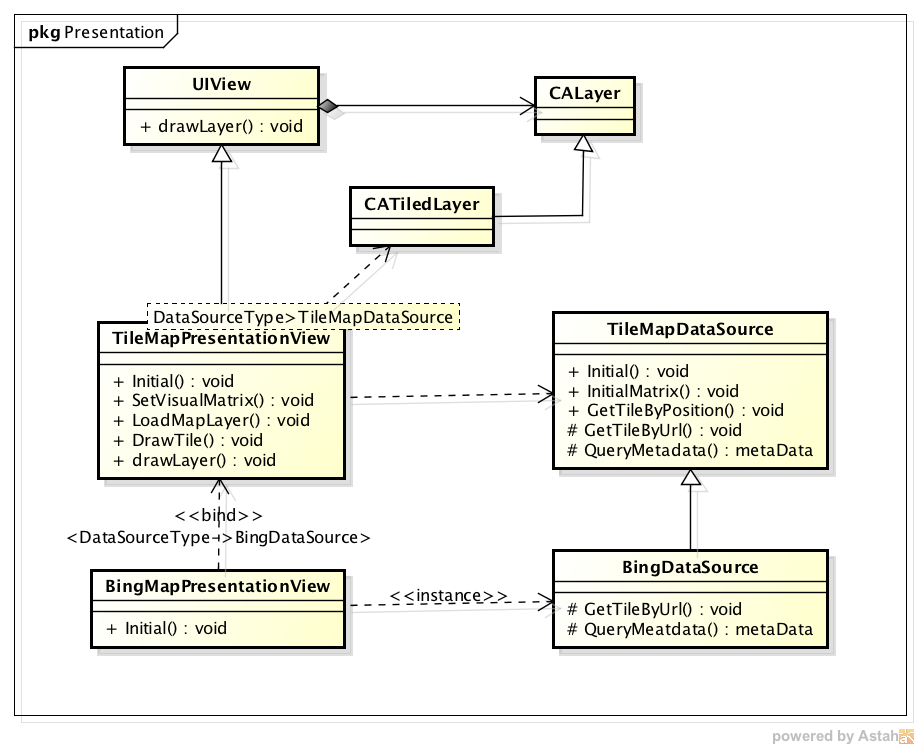 pkg Presentation
UIView
+ drawLayer() : void
CALayer
CATiledLayer
DataSourceType>TileMapDataSource
TileMapPresentationView
+ Initial() : void
+ SetVisualMatrix() : void
+ LoadMapLayer() : void
+ DrawTile() : void
+ drawLayer() : void
TileMapDataSource
+ Initial() : void
+ InitialMatrix() : void
+ GetTileByPosition() : void
# GetTileByUrl() : void
# QueryMetadata() : metaData
<<bind>>
<DataSourceType->BingDataSource>
BingMapPresentationView
+ Initial() : void
<<instance>>
BingDataSource
# GetTileByUrl() : void
# QueryMeatdata() : metaData
powered by Astah